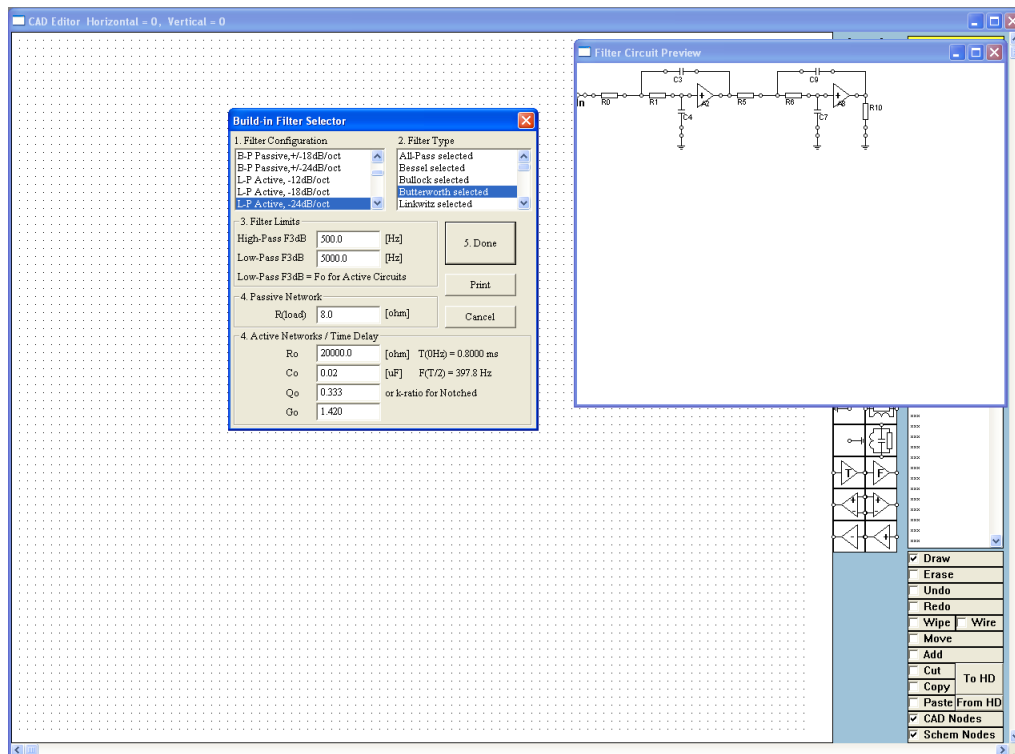 CAD Editor Horizontal = 0, Vertical = 0
Filter Circuit Preview
C3
C9
In
R0
R1
A2
R5
R6
A8
R10
C4
C7
Build-in Filter Selector
1. Filter Configuration
2. Filter Type
B-P Passive,+/-18dB/oct
B-P Passive,+/-24dB/oct
L-P Active, -12dB/oct
L-P Active, -18dB/oct
L-P Active, -24dB/oct
All-Pass selected
Bessel selected
Bullock selected
Butterworth selected
Linkwitz selected
3. Filter Limits
High-Pass F3dB 500.0 [Hz]
Low-Pass F3dB 5000.0 [Hz]
Low-Pass F3dB = Fo for Active Circuits
5. Done
Print
Cancel
4. Passive Network
R(load) 8.0 [ohm]
4. Active Networks / Time Delay
Ro 20000.0 [ohm] T(0Hz) = 0.8000 ms
Co 0.02 [uF] F(T/2) = 397.8 Hz
Qo 0.333 or k-ratio for Notched
Go 1.420
T
F
Draw
Erase
Undo
Redo
Wipe Wire
Move
Add
Cut
To HD
Copy
Paste From HD
CAD Nodes
Schem Nodes